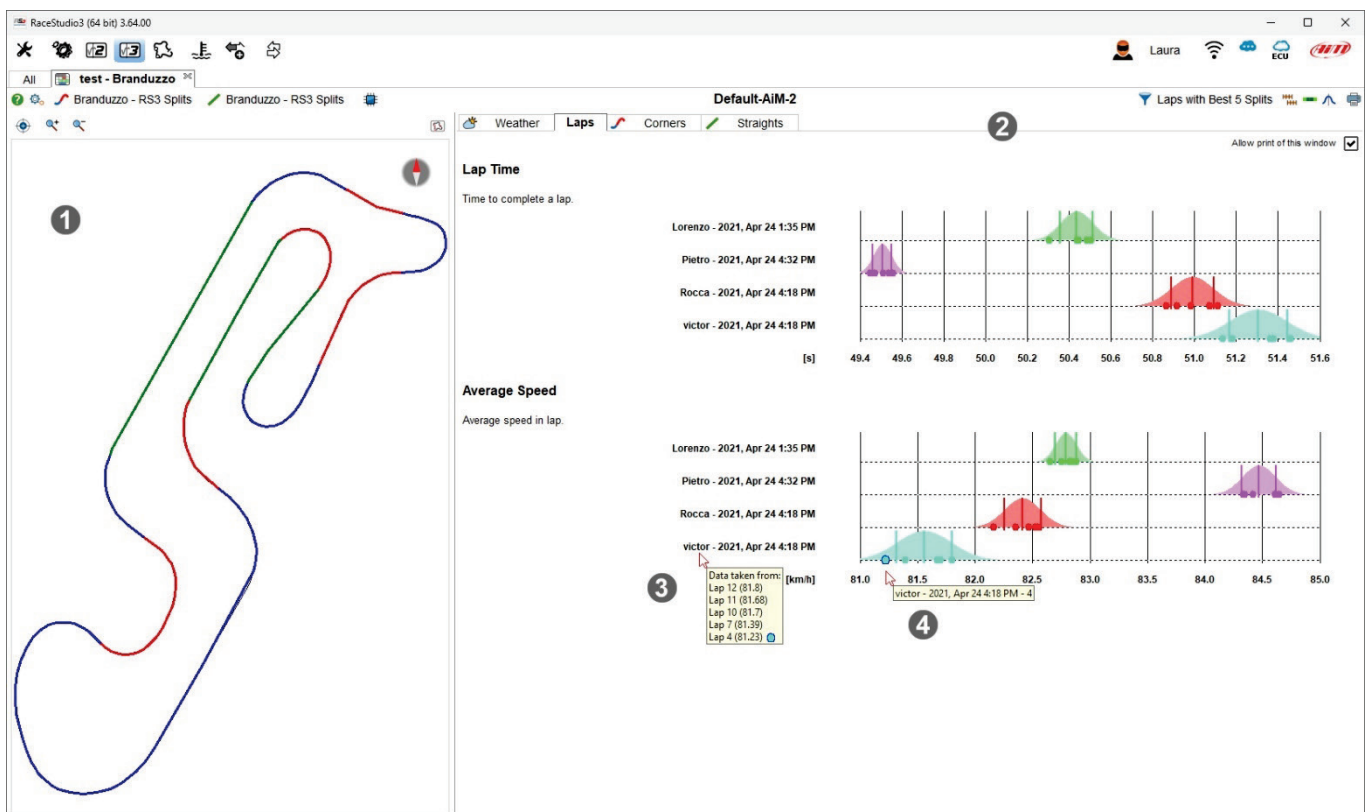 RaceStudio3 (64 bit) 3.64.00
Laura
ECU
AiM
All
test - Branduzzo
Branduzzo - RS3 Splits
Branduzzo - RS3 Splits
Default-AiM-2
Laps with Best 5 Splits
Weather
Laps
Corners
Straights
2
Allow print of this window
1
Lap Time
Time to complete a lap.
Lorenzo - 2021, Apr 24 1:35 PM
Pietro - 2021, Apr 24 4:32 PM
Rocca - 2021, Apr 24 4:18 PM
victor - 2021, Apr 24 4:18 PM
[s] 49.4 49.6 49.8 50.0 50.2 50.4 50.6 50.8 51.0 51.2 51.4 51.6
Average Speed
Average speed in lap.
Lorenzo - 2021, Apr 24 1:35 PM
Pietro - 2021, Apr 24 4:32 PM
Rocca - 2021, Apr 24 4:18 PM
victor - 2021, Apr 24 4:18 PM
[km/h] 81.0 81.5 82.0 82.5 83.0 83.5 84.0 84.5 85.0
3
Data taken from:
Lap 12 (81.8)
Lap 11 (81.68)
Lap 10 (81.7)
Lap 7 (81.39)
Lap 4 (81.23)
victor - 2021, Apr 24 4:18 PM - 4
4